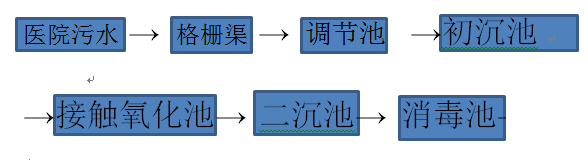 医院污水 → 格栅渠 → 调节池 → 初沉池
→ 接触氧化池 → 二沉池 → 消毒池